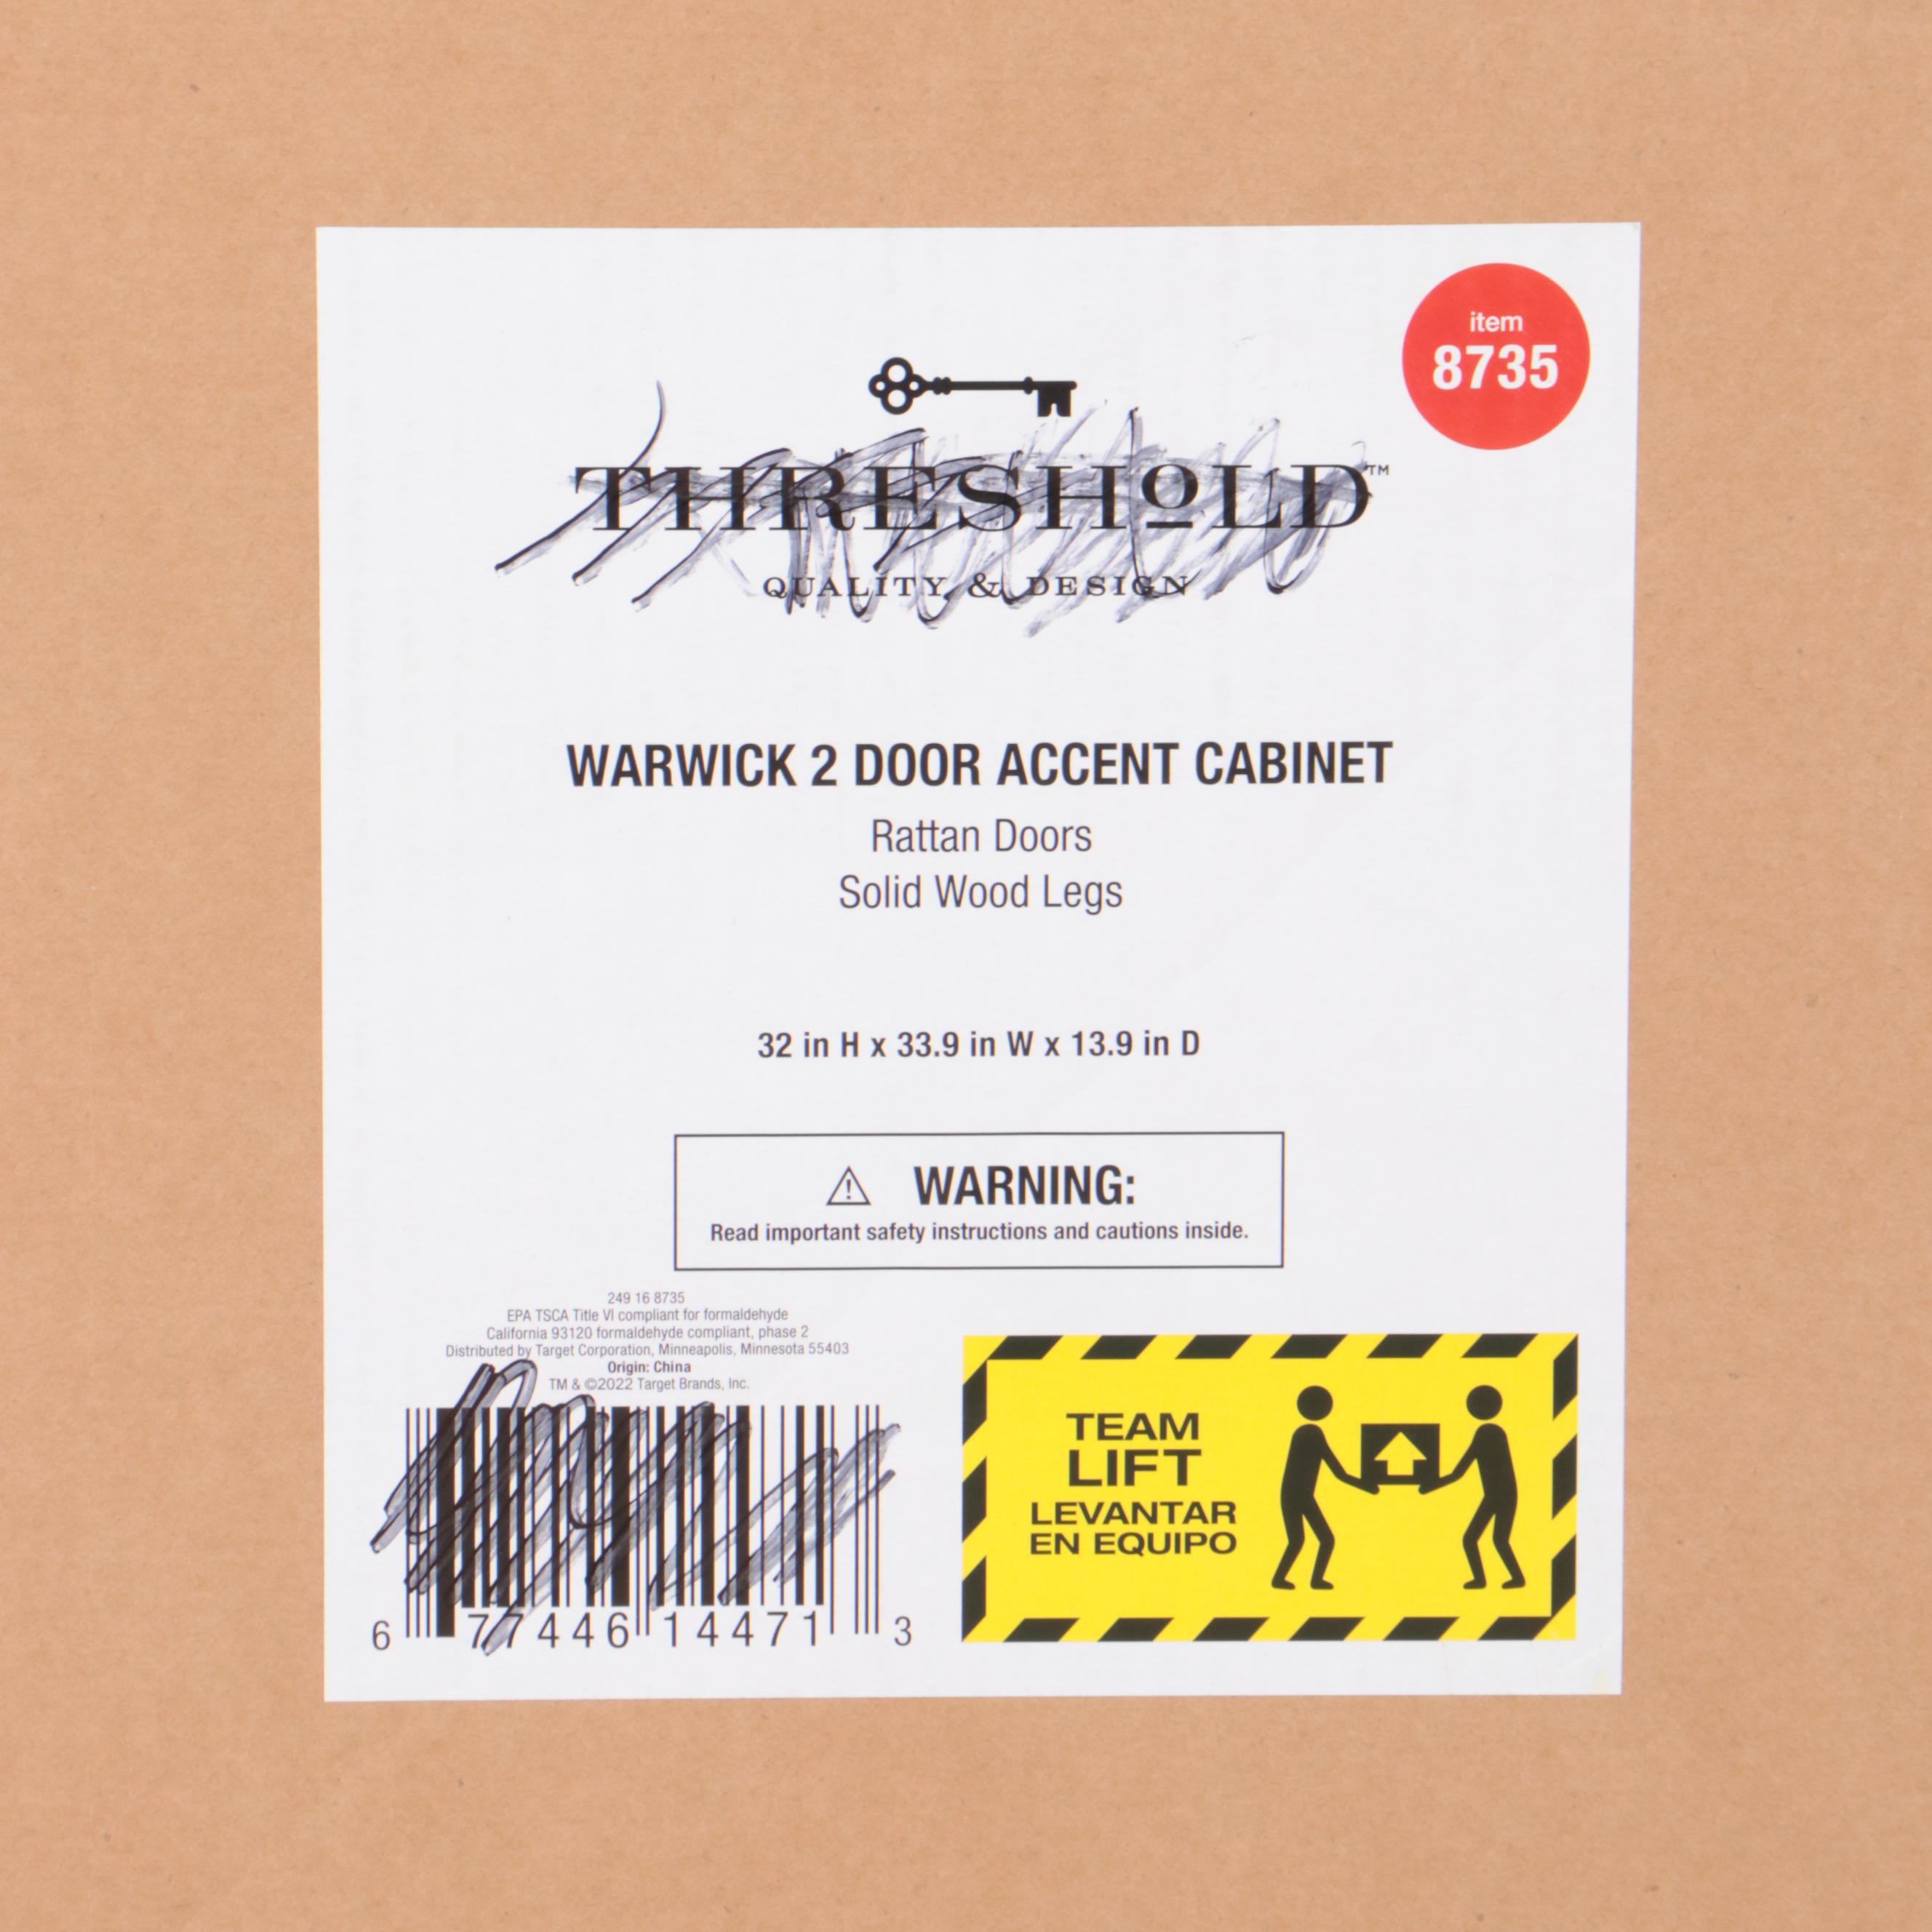 item
8735
THRESHOLD™
QUALITY & DESIGN
WARWICK 2 DOOR ACCENT CABINET
Rattan Doors
Solid Wood Legs
32 in H x 33.9 in W x 13.9 in D
WARNING:
Read important safety instructions and cautions inside.
249 16 8735
EPA TSCA Title VI compliant for formaldehyde
California 93120 formaldehyde compliant, phase 2
Distributed by Target Corporation, Minneapolis, Minnesota 55403
Origin: China
TM & ©2022 Target Brands, Inc.
6 77446 14471 3
TEAM
LIFT
LEVANTAR
EN EQUIPO